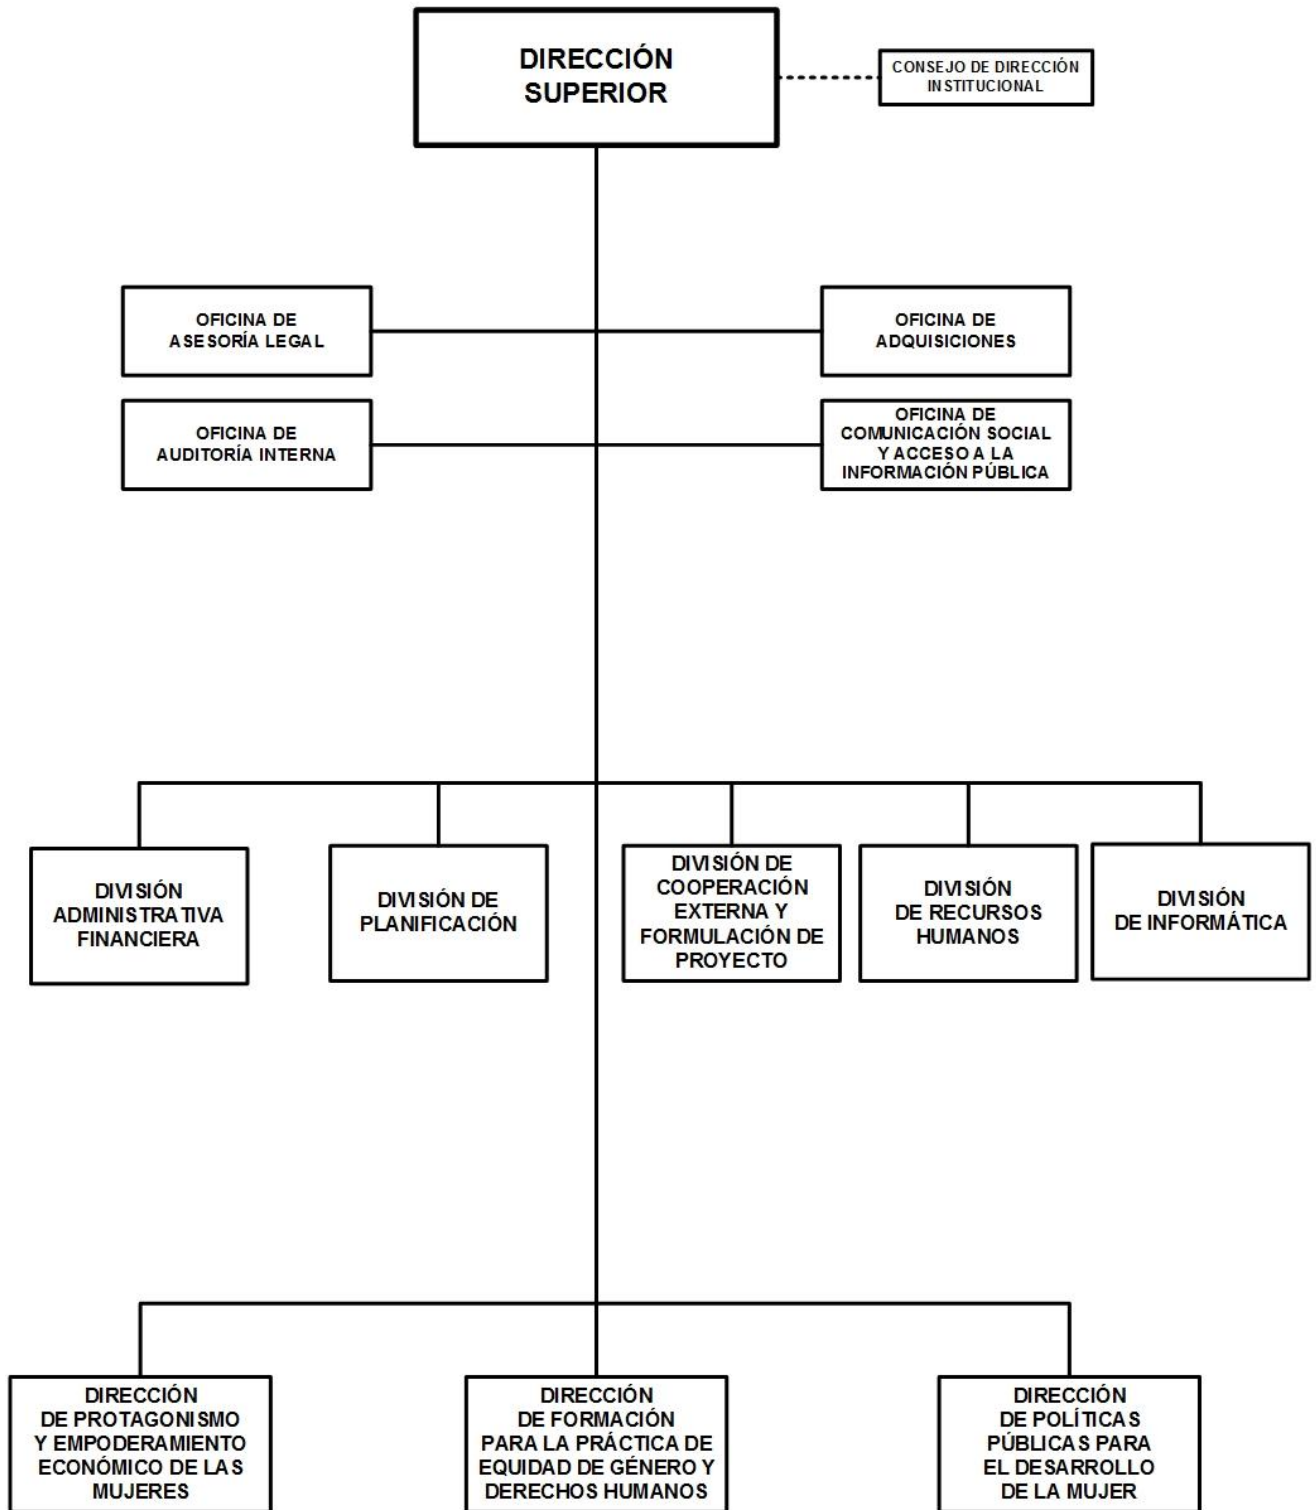 DIRECCIÓN
SUPERIOR
CONSEJO DE DIRECCIÓN
INSTITUCIONAL
OFICINA DE
ASESORÍA LEGAL
OFICINA DE
ADQUISICIONES
OFICINA DE
AUDITORÍA INTERNA
OFICINA DE
COMUNICACIÓN SOCIAL
Y ACCESO A LA
INFORMACIÓN PÚBLICA
DIVISIÓN
ADMINISTRATIVA
FINANCIERA
DIVISIÓN DE
PLANIFICACIÓN
DIVISIÓN DE
COOPERACIÓN
EXTERNA Y
FORMULACIÓN DE
PROYECTO
DIVISIÓN
DE RECURSOS
HUMANOS
DIVISIÓN
DE INFORMÁTICA
DIRECCIÓN
DE PROTAGONISMO
Y EMPODERAMIENTO
ECONÓMICO DE LAS
MUJERES
DIRECCIÓN
DE FORMACIÓN
PARA LA PRÁCTICA DE
EQUIDAD DE GÉNERO Y
DERECHOS HUMANOS
DIRECCIÓN
DE POLÍTICAS
PÚBLICAS PARA
EL DESARROLLO
DE LA MUJER